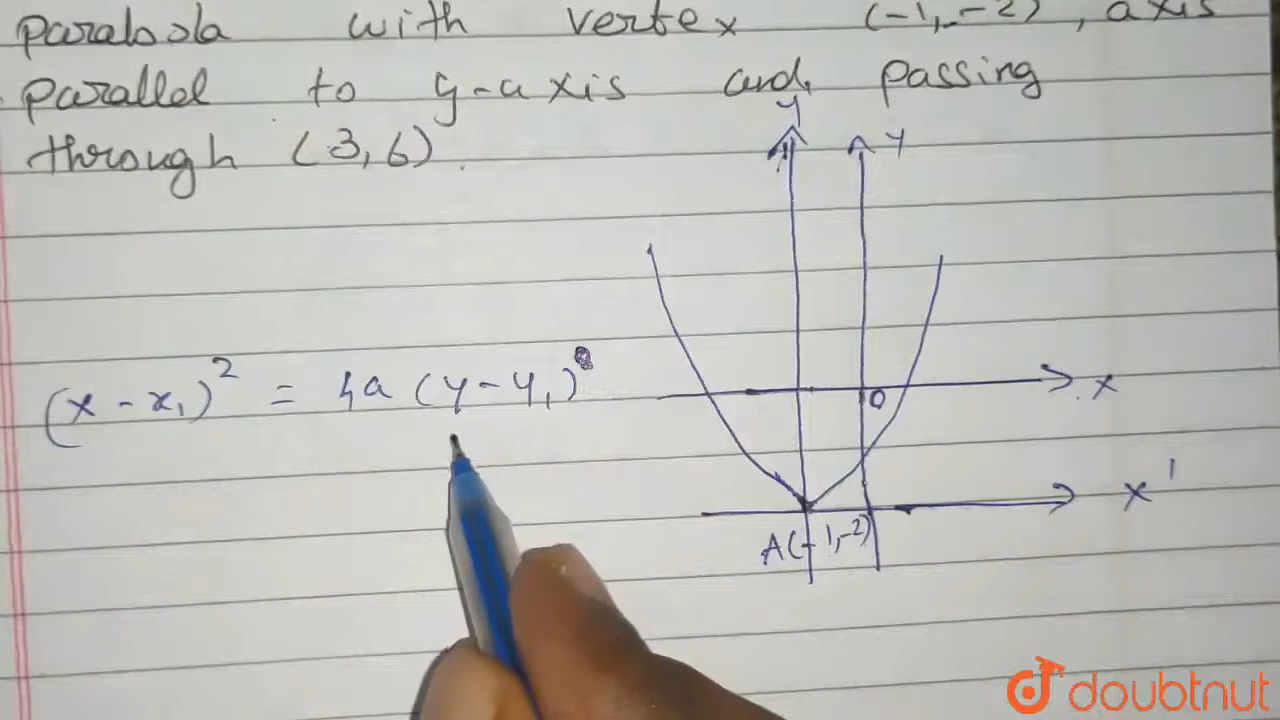 parabola with vertex (-1,-2), axis
parallel to y-axis and passing
through (3,6).
Y
Y
(x - x₁)² = 4a (y - y₁)
O
X
X'
A(-1,-2)
doubtnut